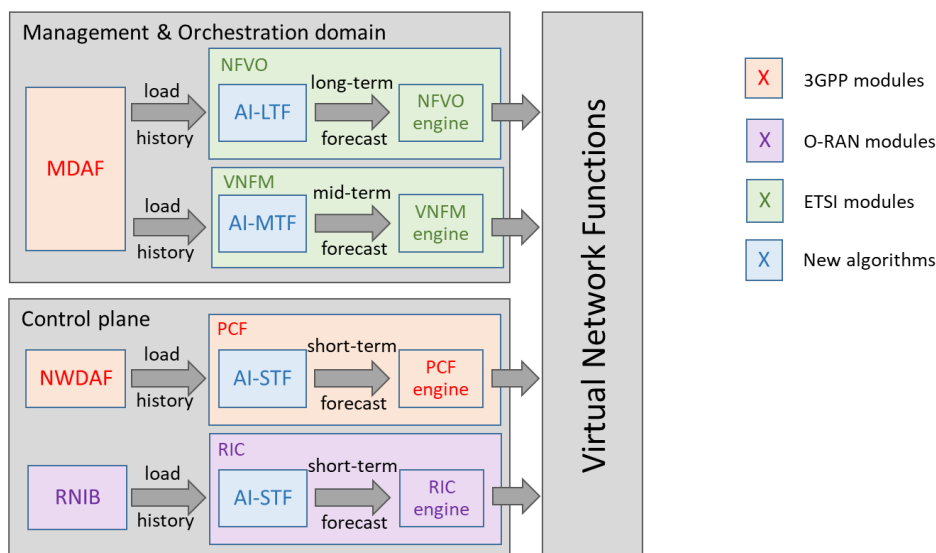 Management & Orchestration domain
MDAF
load
history
NFVO
AI-LTF
long-term
forecast
NFVO
engine
load
history
VNFM
AI-MTF
mid-term
forecast
VNFM
engine
Control plane
NWDAF
load
history
PCF
AI-STF
short-term
forecast
PCF
engine
RNIB
load
history
RIC
AI-STF
short-term
forecast
RIC
engine
Virtual Network Functions
X 3GPP modules
X O-RAN modules
X ETSI modules
X New algorithms